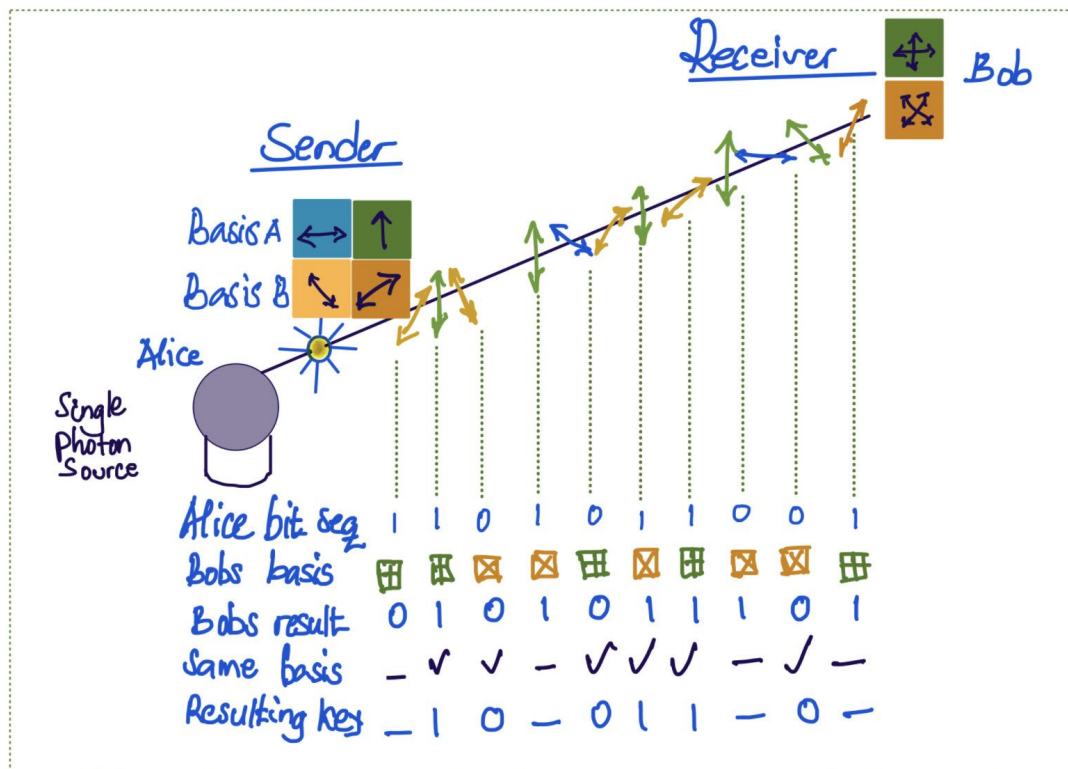 Receiver
Bob
Sender
Basis A
Basis B
Alice
Single
Photon
Source
Alice bit seq 1 1 0 1 0 1 1 0 0 1
Bobs basis
Bobs result 0 1 0 1 0 1 1 1 0 1
Same basis – ✓ ✓ – ✓ ✓ ✓ – ✓ –
Resulting key – 1 0 – 0 1 1 – 0 –